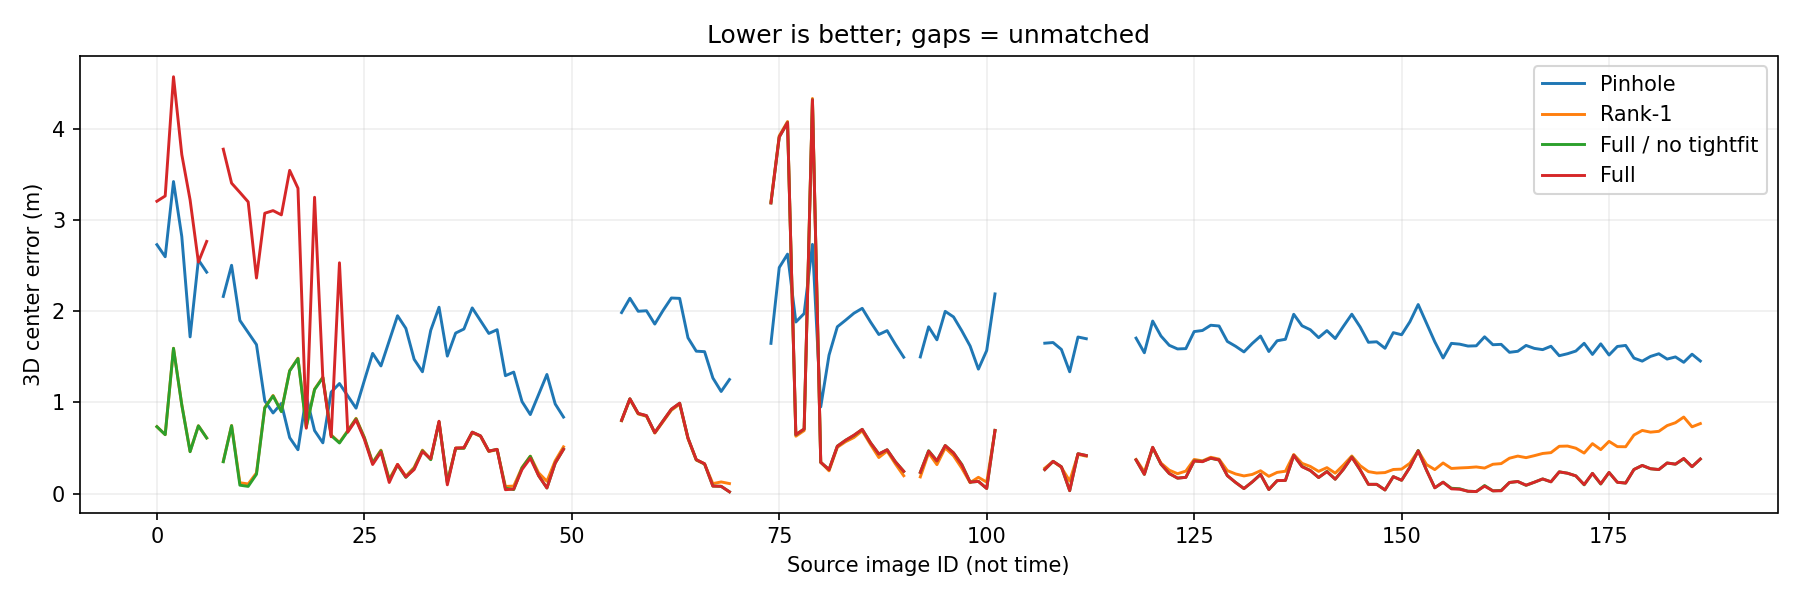 Lower is better; gaps = unmatched
3D center error (m)
4
3
2
1
0
0 25 50 75 100 125 150 175
Source image ID (not time)
Pinhole
Rank-1
Full / no tightfit
Full